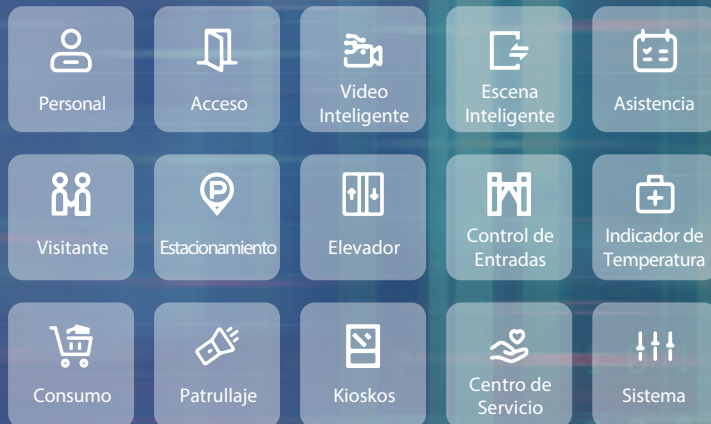 Personal
Acceso
Video
Inteligente
Escena
Inteligente
Asistencia
Visitante
Estacionamiento
Elevador
Control de
Entradas
Indicador de
Temperatura
Consumo
Patrullaje
Kioskos
Centro de
Servicio
Sistema